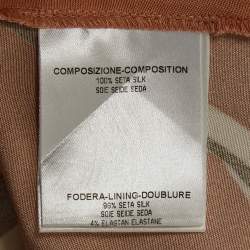 COMPOSIZIONE-COMPOSITION
100% SETA SILK
SOIE SEIDE SEDA
FODERA-LINING-DOUBLURE
96% SETA SILK
SOIE SEIDE SEDA
4% ELASTAN ELASTANE